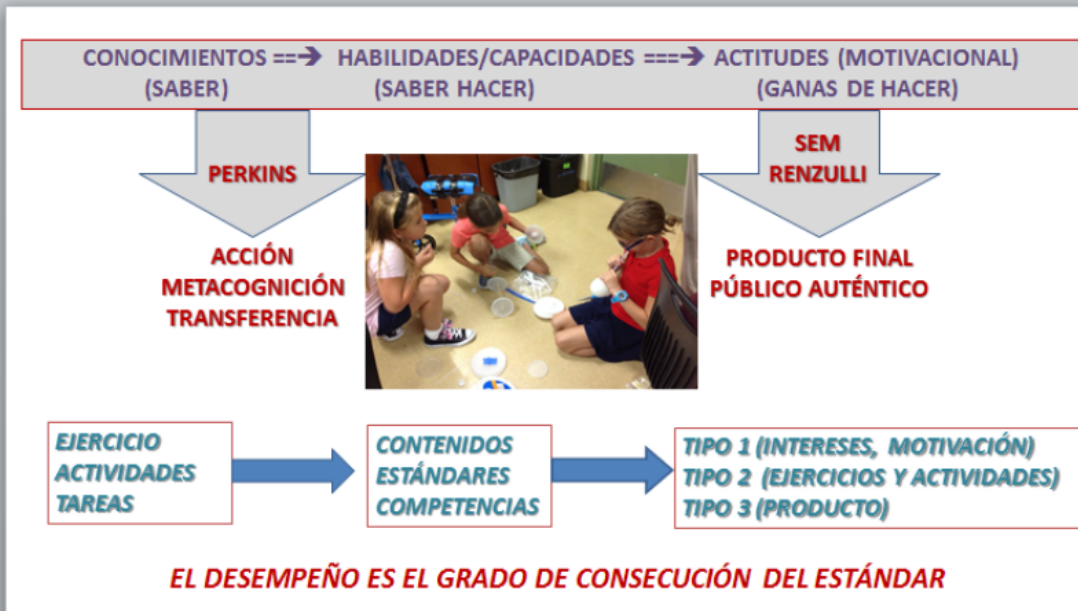 CONOCIMIENTOS ==➔ HABILIDADES/CAPACIDADES ===➔ ACTITUDES (MOTIVACIONAL)
(SABER) (SABER HACER) (GANAS DE HACER)
PERKINS
SEM
RENZULLI
ACCIÓN
METACOGNICIÓN
TRANSFERENCIA
PRODUCTO FINAL
PÚBLICO AUTÉNTICO
EJERCICIO
ACTIVIDADES
TAREAS
CONTENIDOS
ESTÁNDARES
COMPETENCIAS
TIPO 1 (INTERESES, MOTIVACIÓN)
TIPO 2 (EJERCICIOS Y ACTIVIDADES)
TIPO 3 (PRODUCTO)
EL DESEMPEÑO ES EL GRADO DE CONSECUCIÓN DEL ESTÁNDAR